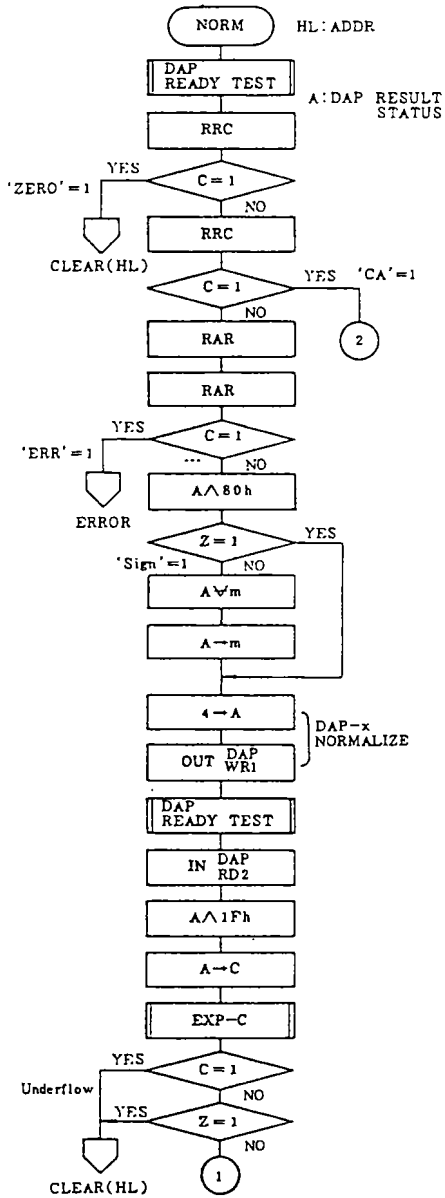 NORM
HL:ADDR
DAP
READY TEST
A:DAP RESULT
STATUS
RRC
YES
C=1
'ZERO'=1
NO
CLEAR(HL)
RRC
YES 'CA'=1
C=1
NO
2
RAR
RAR
YES
C=1
'ERR'=1
...
NO
ERROR
A∧80h
Z=1
YES
'Sign'=1
NO
A⩝m
A→m
4→A
DAP-x
NORMALIZE
OUT DAP
WR1
DAP
READY TEST
IN DAP
RD2
A∧1Fh
A→C
EXP-C
YES
C=1
Underflow
NO
YES
Z=1
NO
CLEAR(HL)
1